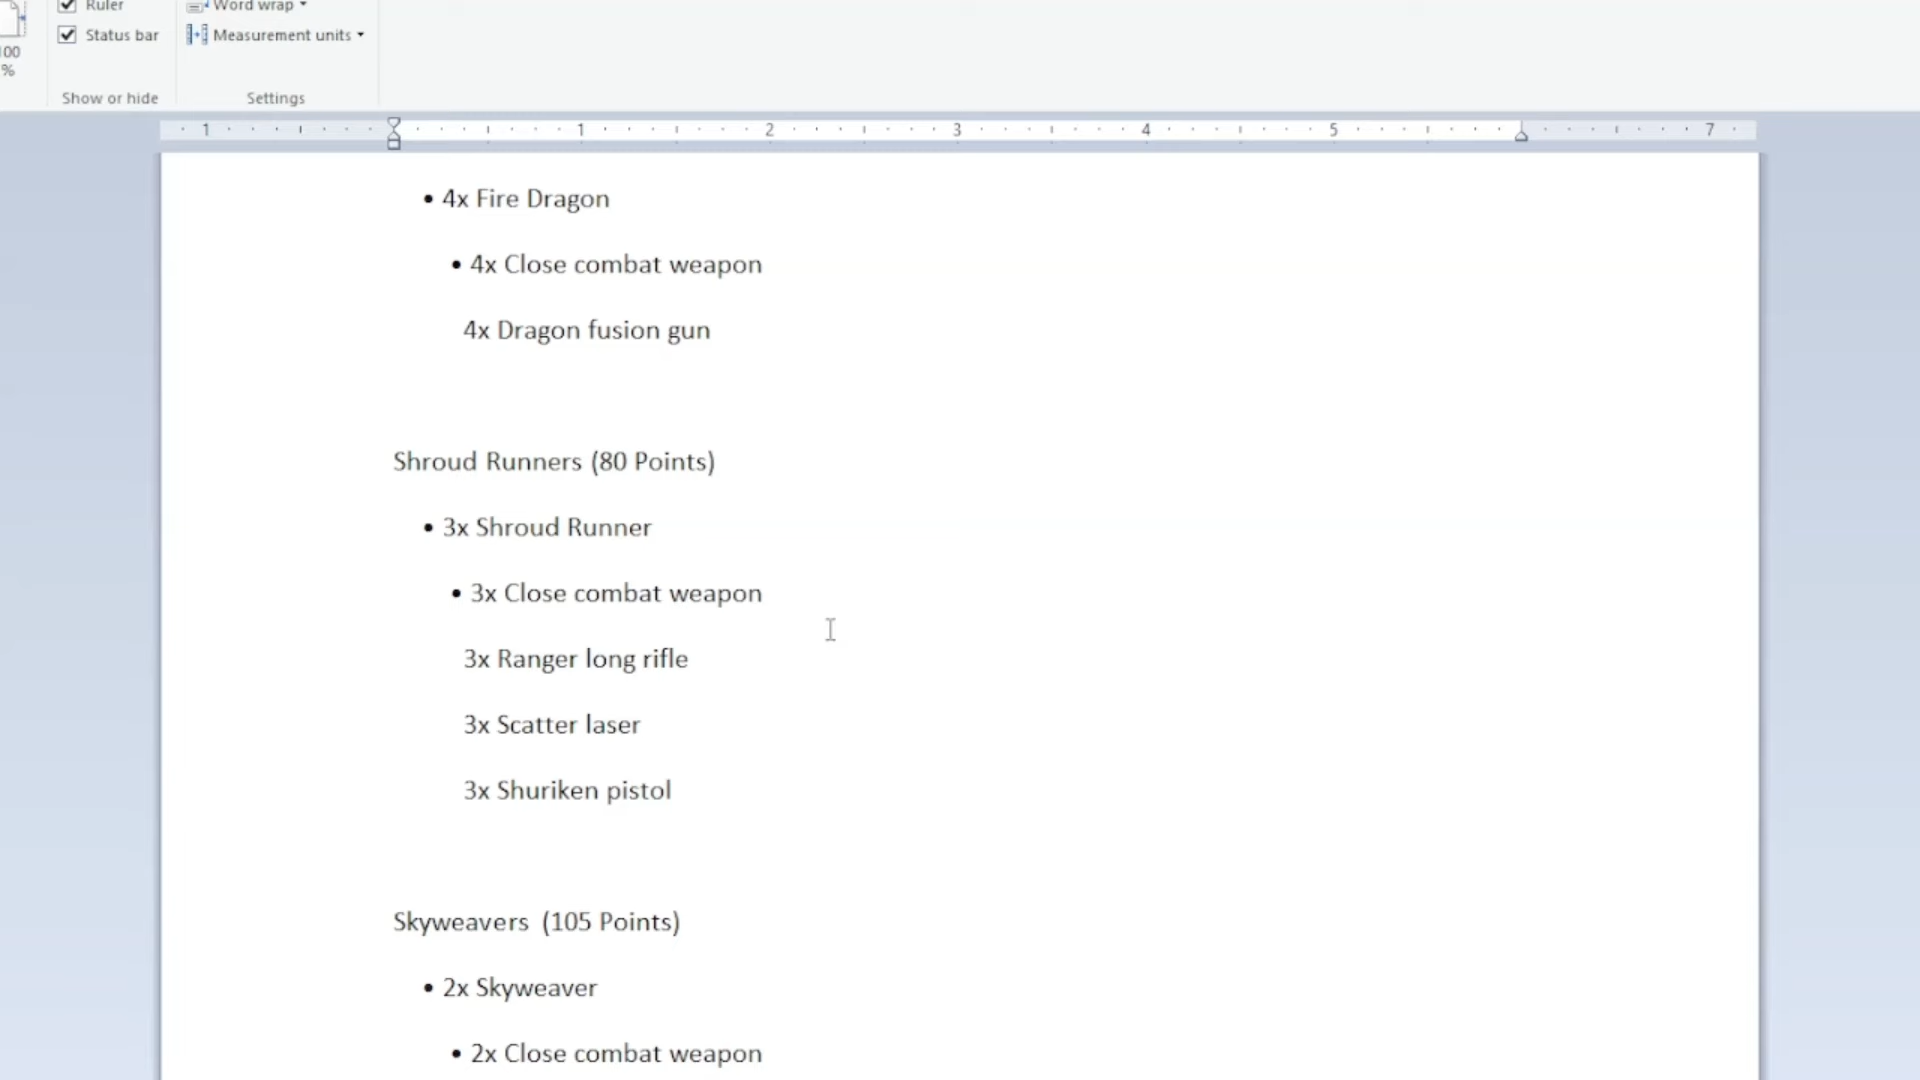 Ruler
Word wrap
Status bar
Measurement units
100
%
Show or hide
Settings
1 1 2 3 4 5 7
• 4x Fire Dragon
• 4x Close combat weapon
4x Dragon fusion gun
Shroud Runners (80 Points)
• 3x Shroud Runner
• 3x Close combat weapon
3x Ranger long rifle
3x Scatter laser
3x Shuriken pistol
Skyweavers (105 Points)
• 2x Skyweaver
• 2x Close combat weapon